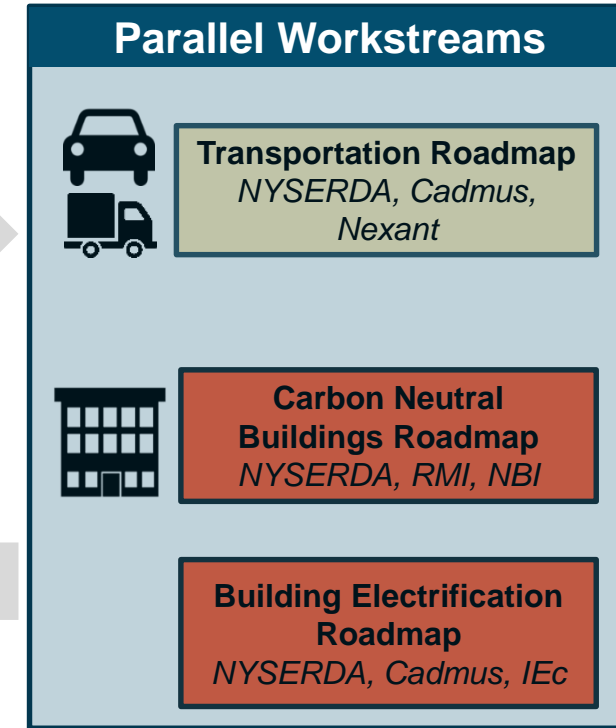 Parallel Workstreams
Transportation Roadmap
NYSERDA, Cadmus,
Nexant
Carbon Neutral
Buildings Roadmap
NYSERDA, RMI, NBI
Building Electrification
Roadmap
NYSERDA, Cadmus, IEc